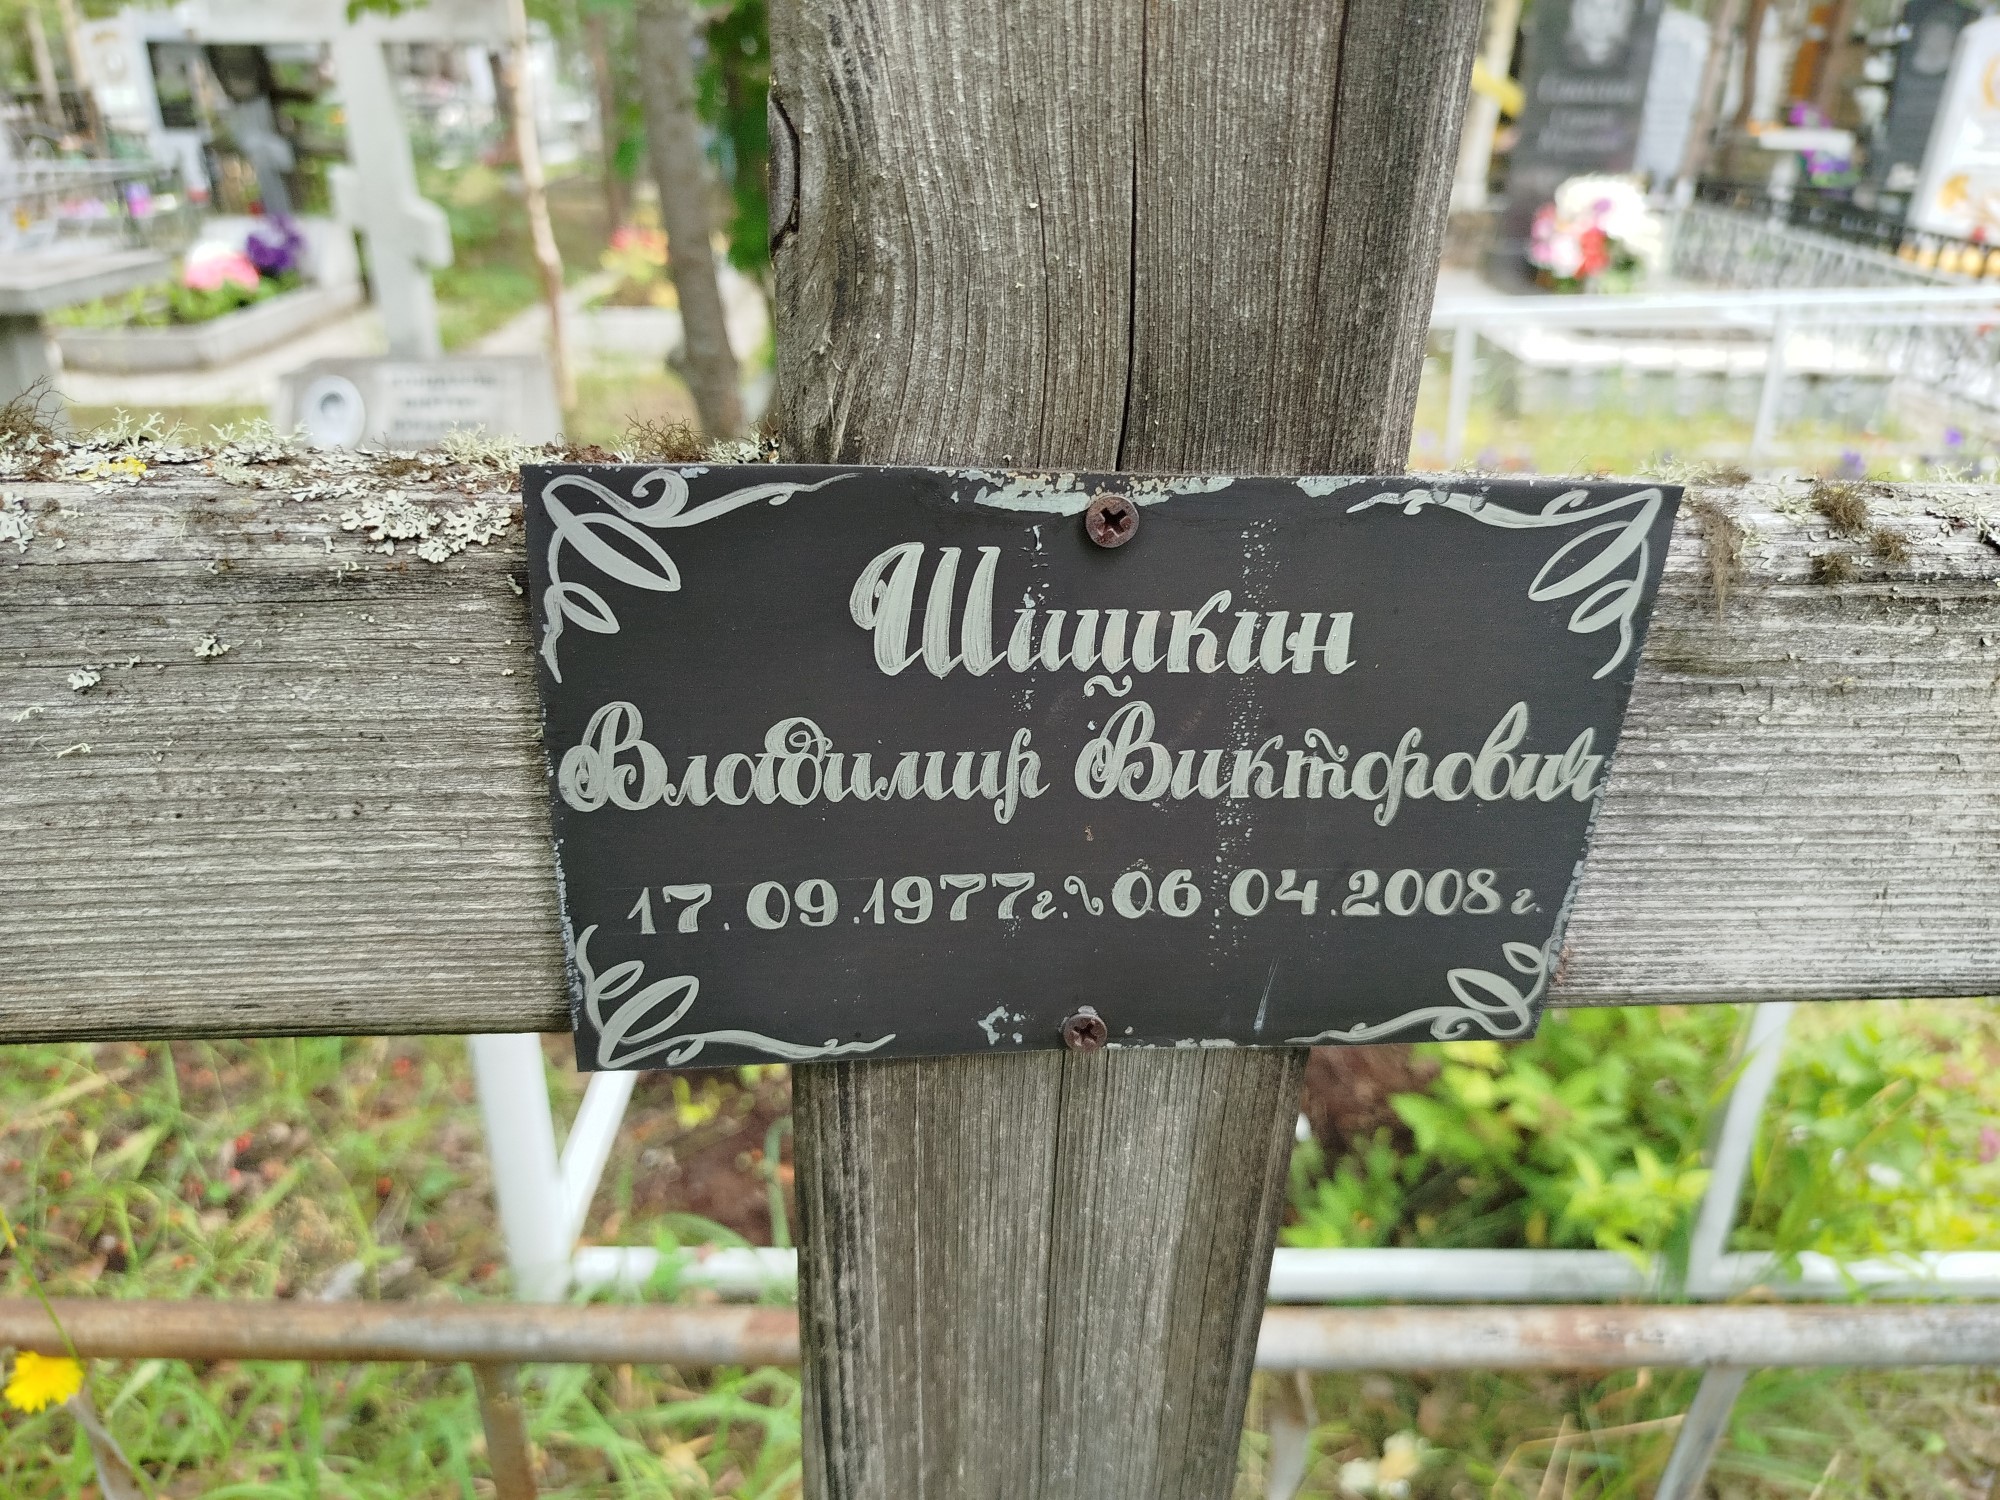 Шишкин
Владимир Викторович
17.09.1977г. 06 04.2008г.